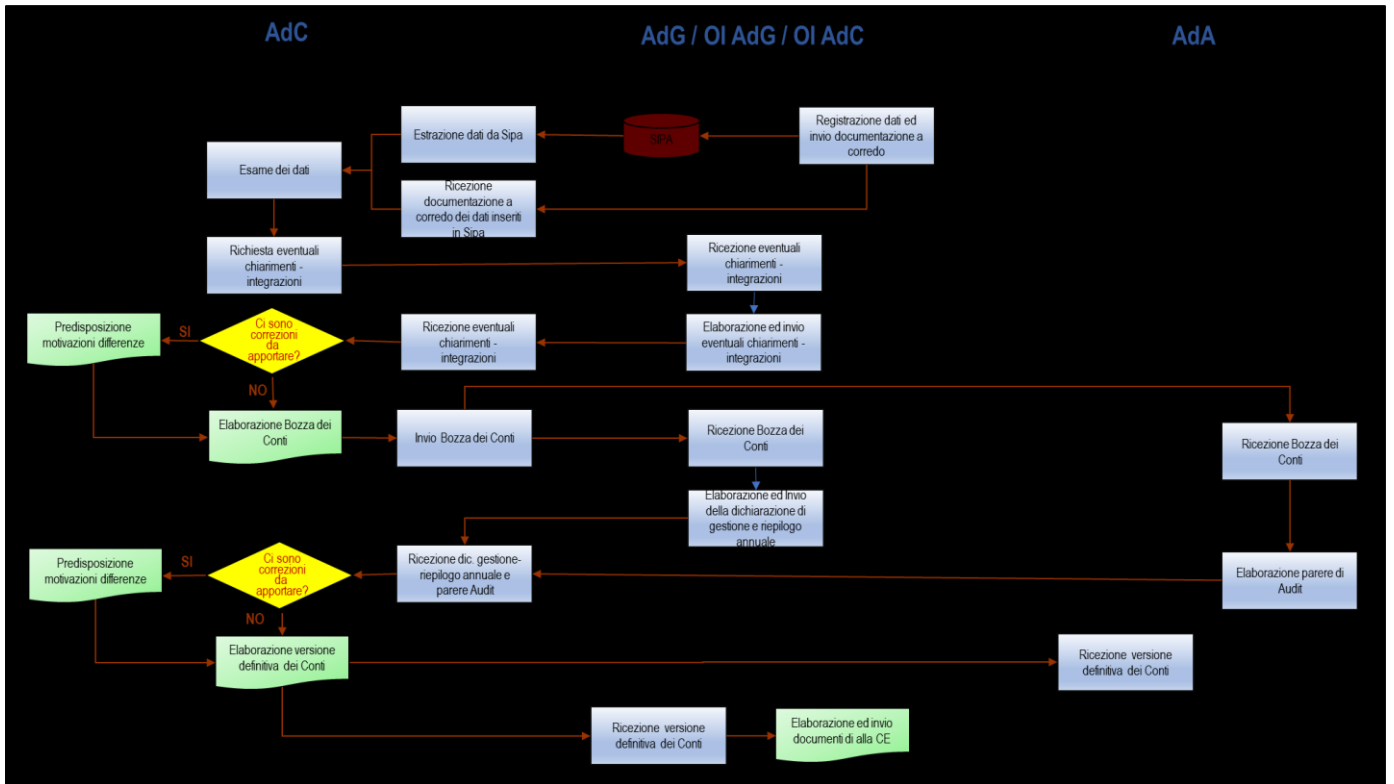 AdC
AdG / OI AdG / OI AdC
AdA
Estrazione dati da Sipa
SIPA
Registrazione dati ed
invio documentazione a
corredo
Esame dei dati
Ricezione
documentazione a
corredo dei dati inseriti
in Sipa
Richiesta eventuali
chiarimenti -
integrazioni
Ricezione eventuali
chiarimenti -
integrazioni
Predisposizione
motivazioni differenze
SI
Ci sono
correzioni
da
apportare?
Ricezione eventuali
chiarimenti -
integrazioni
Elaborazione ed invio
eventuali chiarimenti -
integrazioni
NO
Elaborazione Bozza dei
Conti
Invio Bozza dei Conti
Ricezione Bozza dei
Conti
Ricezione Bozza dei
Conti
Elaborazione ed Invio
della dichiarazione di
gestione e riepilogo
annuale
Predisposizione
motivazioni differenze
SI
Ci sono
correzioni
da
apportare?
Ricezione dic. gestione-
riepilogo annuale e
parere Audit
Elaborazione parere di
Audit
NO
Elaborazione versione
definitiva dei Conti
Ricezione versione
definitiva dei Conti
Ricezione versione
definitiva dei Conti
Elaborazione ed invio
documenti di alla CE